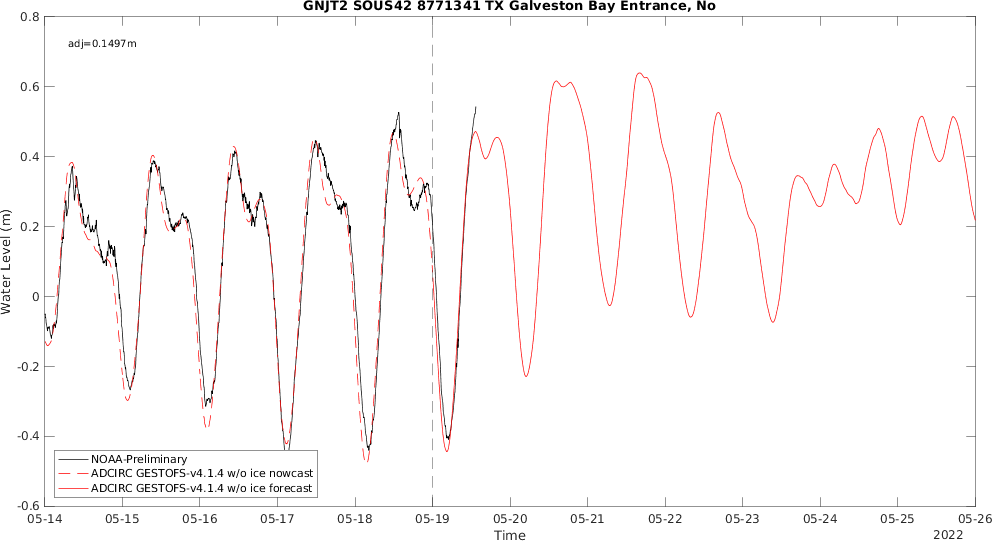 GNJT2 SOUS42 8771341 TX Galveston Bay Entrance, No
adj=0.1497m
0.8
0.6
0.4
0.2
0
-0.2
-0.4
-0.6
Water Level (m)
NOAA-Preliminary
ADCIRC GESTOFS-v4.1.4 w/o ice nowcast
ADCIRC GESTOFS-v4.1.4 w/o ice forecast
05-14 05-15 05-16 05-17 05-18 05-19 05-20 05-21 05-22 05-23 05-24 05-25 05-26
Time
2022